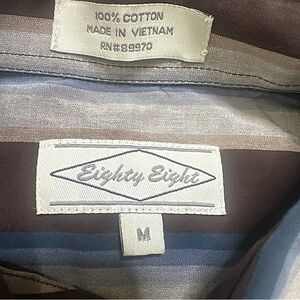 100% COTTON
MADE IN VIETNAM
RN#89970
Eighty Eight
M